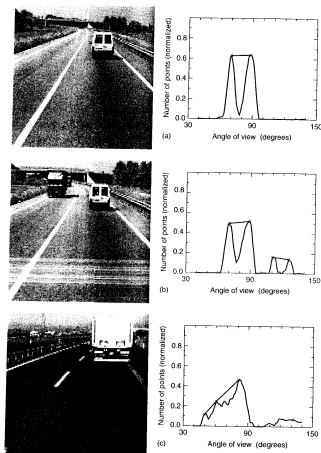 Number of points (normalized)
0.8
0.6
0.4
0.2
0.0
30
90
150
(a)
Angle of view (degrees)
Number of points (normalized)
0.8
0.6
0.4
0.2
0.0
30
90
150
(b)
Angle of view (degrees)
Number of points (normalized)
0.8
0.6
0.4
0.2
0
30
90
150
(c)
Angle of view (degrees)